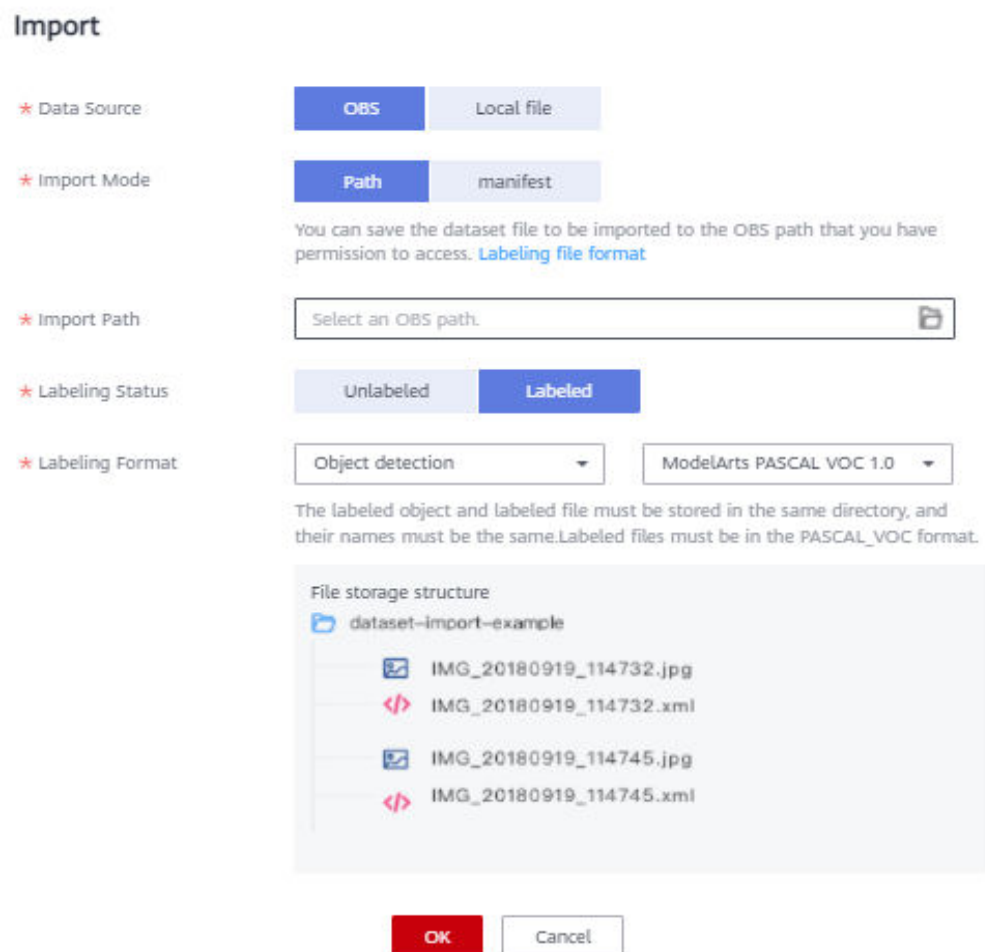 Import
* Data Source OBS Local file
* Import Mode Path manifest
You can save the dataset file to be imported to the OBS path that you have
permission to access. Labeling file format
* Import Path Select an OBS path.
* Labeling Status Unlabeled Labeled
* Labeling Format Object detection ModelArts PASCAL VOC 1.0
The labeled object and labeled file must be stored in the same directory, and
their names must be the same.Labeled files must be in the PASCAL_VOC format.
File storage structure
dataset-import-example
IMG_20180919_114732.jpg
</> IMG_20180919_114732.xml
IMG_20180919_114745.jpg
</> IMG_20180919_114745.xml
OK Cancel